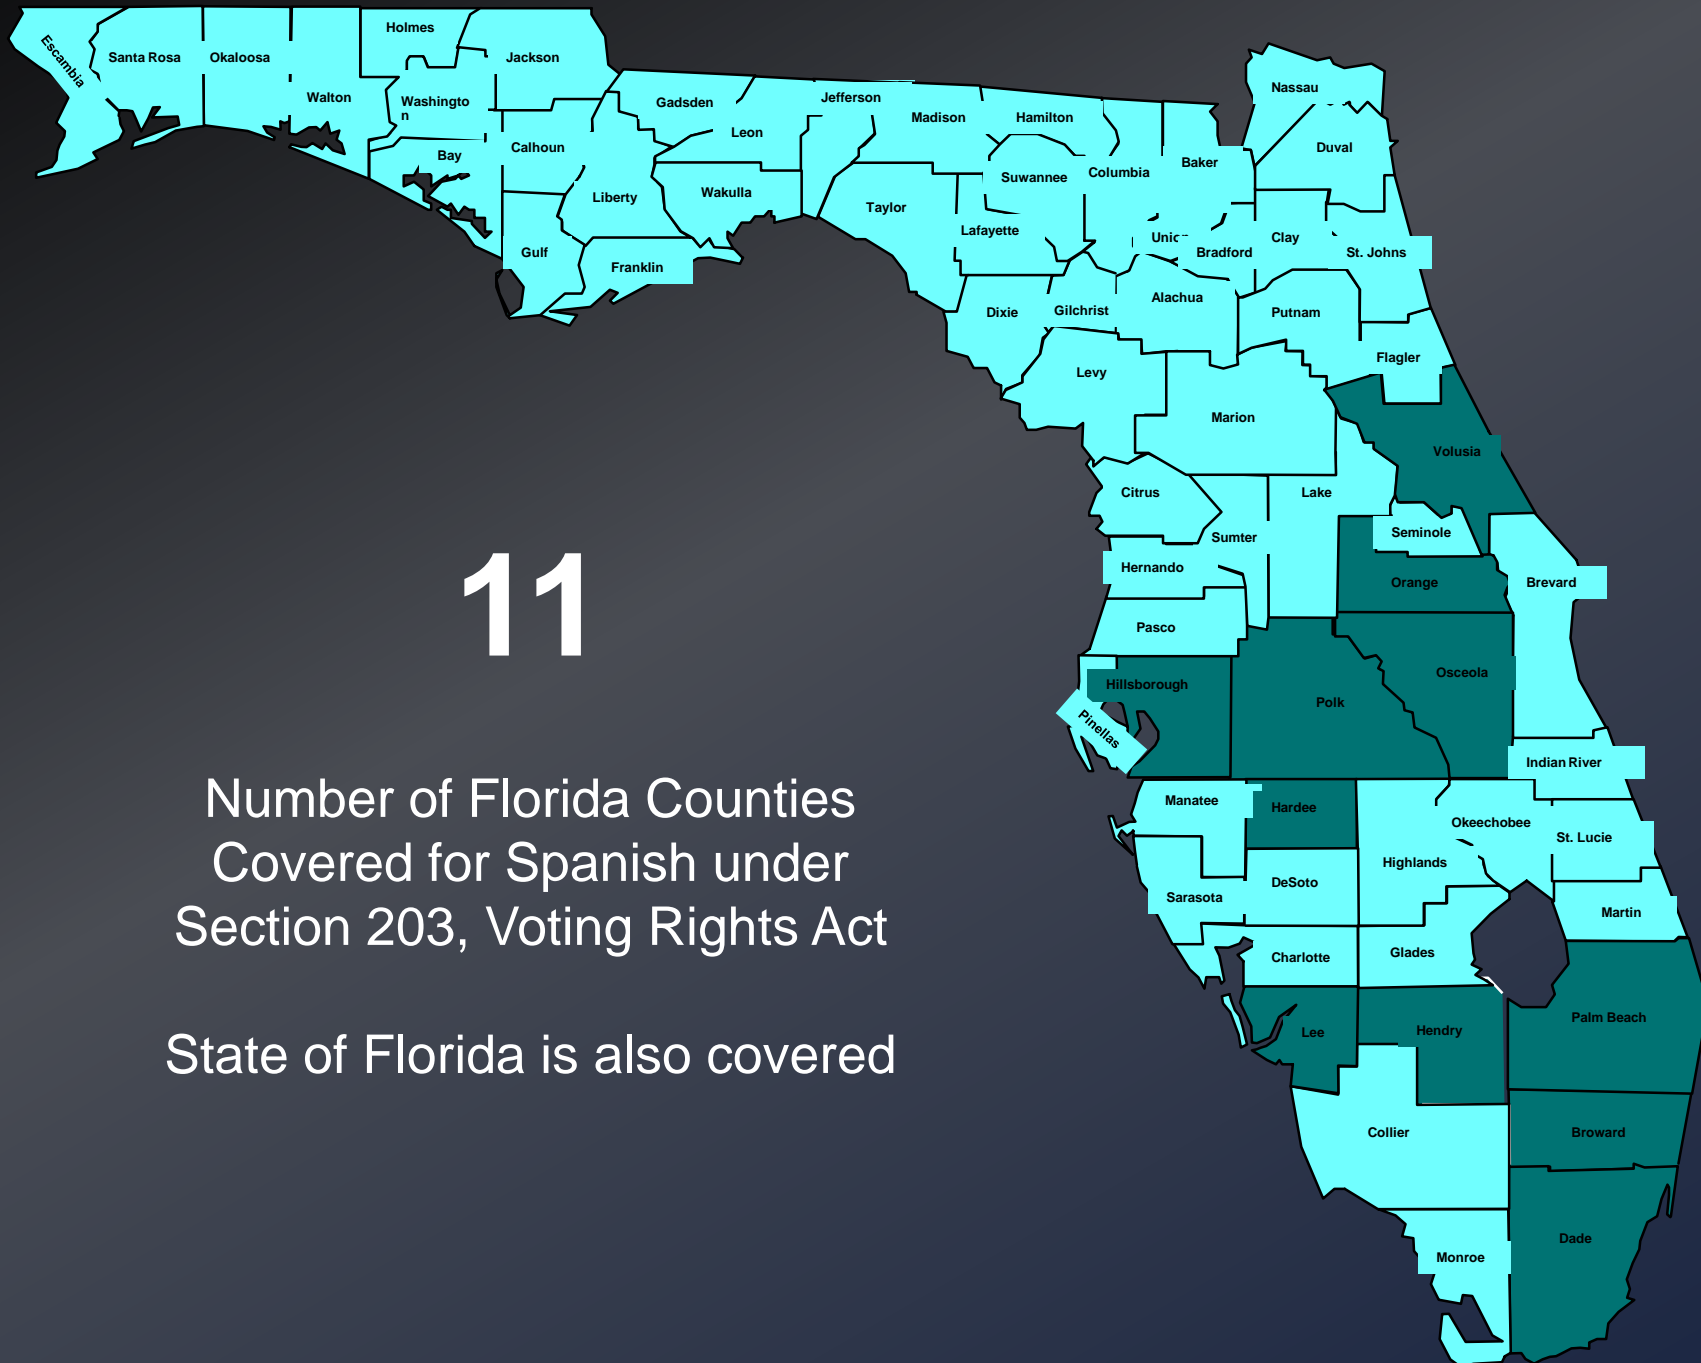 Escambia
Santa Rosa
Okaloosa
Walton
Holmes
Jackson
Washingto
n
Bay
Calhoun
Gulf
Liberty
Gadsden
Leon
Wakulla
Franklin
Jefferson
Madison
Taylor
Hamilton
Suwannee
Lafayette
Columbia
Baker
Union
Bradford
Nassau
Duval
Clay
St. Johns
Dixie
Gilchrist
Alachua
Putnam
Flagler
Levy
Marion
Volusia
Citrus
Lake
Sumter
Seminole
Hernando
Orange
Brevard
Pasco
Hillsborough
Polk
Osceola
Pinellas
Indian River
Manatee
Hardee
Okeechobee
St. Lucie
Highlands
Sarasota
DeSoto
Martin
Charlotte
Glades
Lee
Hendry
Palm Beach
Collier
Broward
Monroe
Dade
11
Number of Florida Counties
Covered for Spanish under
Section 203, Voting Rights Act
State of Florida is also covered